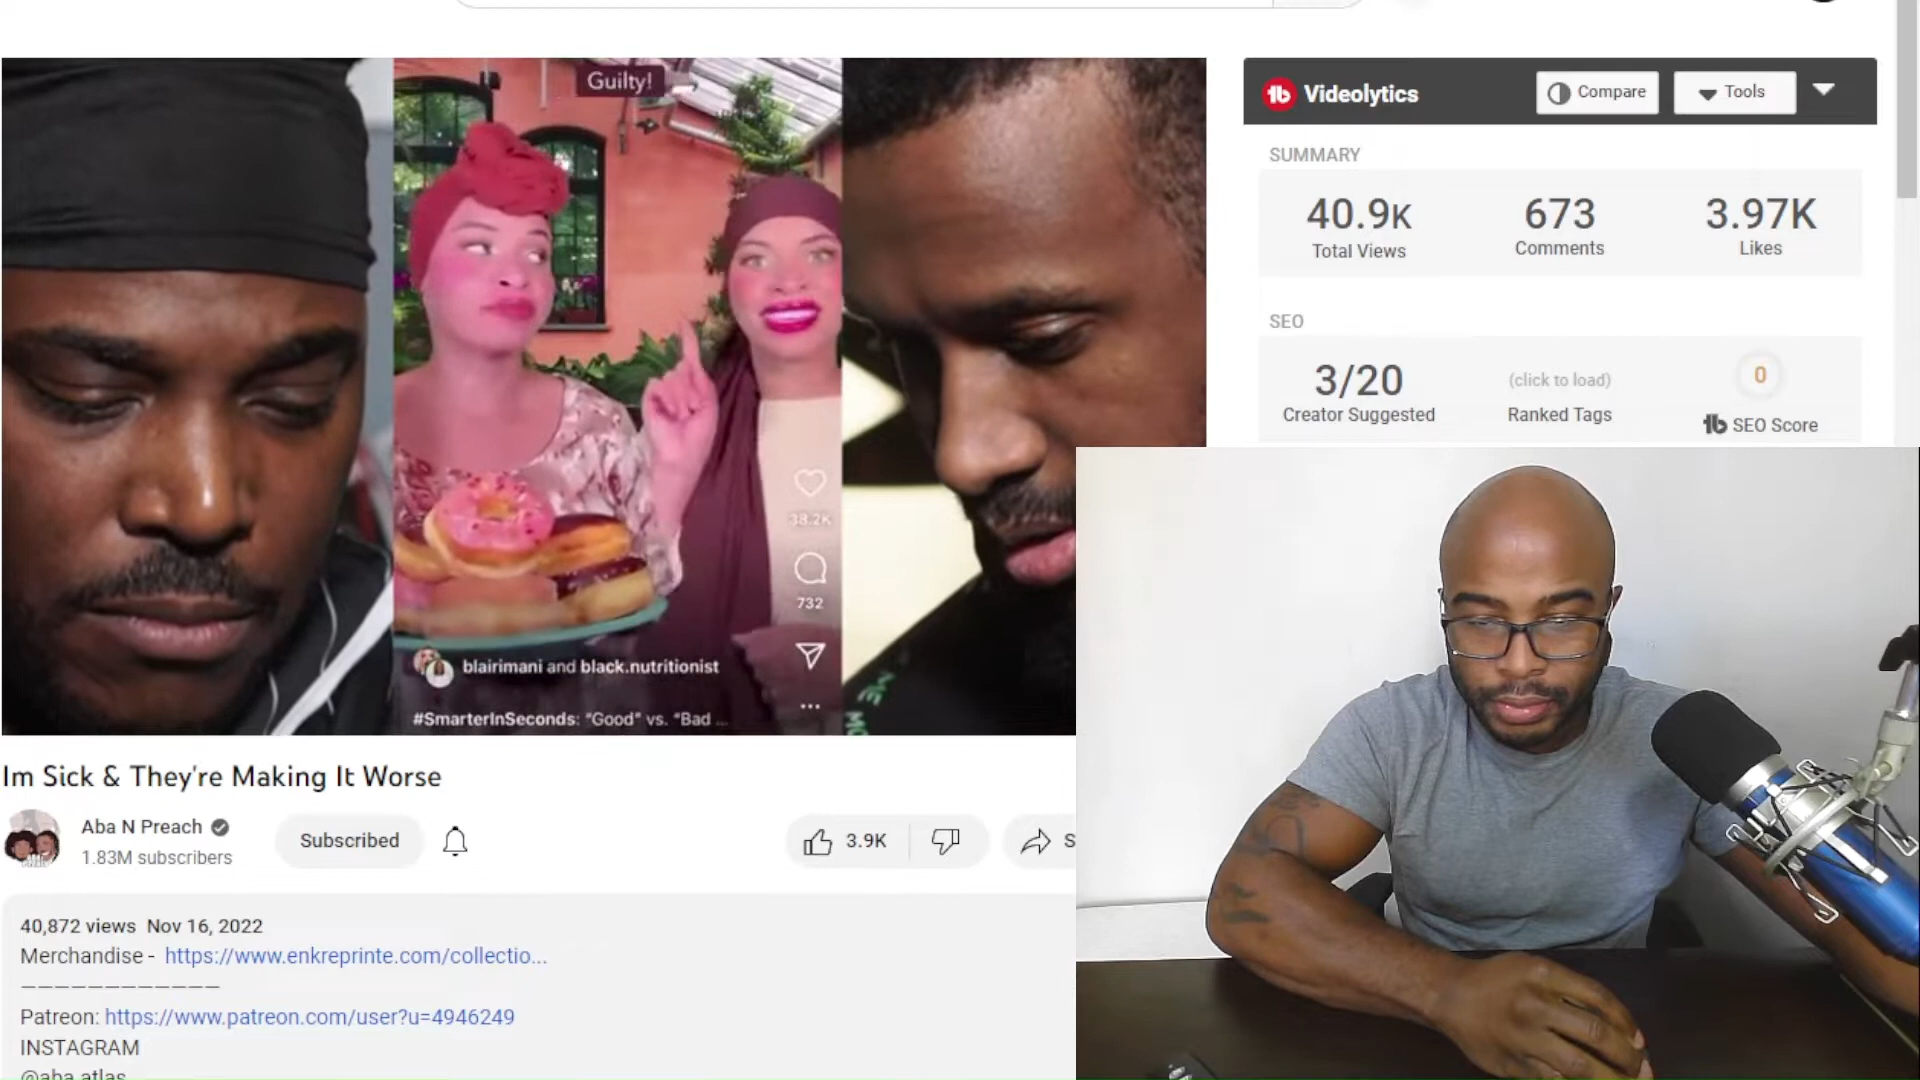 Guilty!
38.2K
732
blairimani and black.nutritionist
#SmarterInSeconds: "Good" vs. "Bad ...
Videolytics
Compare
Tools
SUMMARY
40.9K
Total Views
673
Comments
3.97K
Likes
SEO
3/20
Creator Suggested
(click to load)
Ranked Tags
0
SEO Score
Im Sick & They're Making It Worse
Aba N Preach
1.83M subscribers
Subscribed
3.9K
S
40,872 views Nov 16, 2022
Merchandise - https://www.enkreprinte.com/collectio...
————————————
Patreon: https://www.patreon.com/user?u=4946249
INSTAGRAM
@aba.atlas